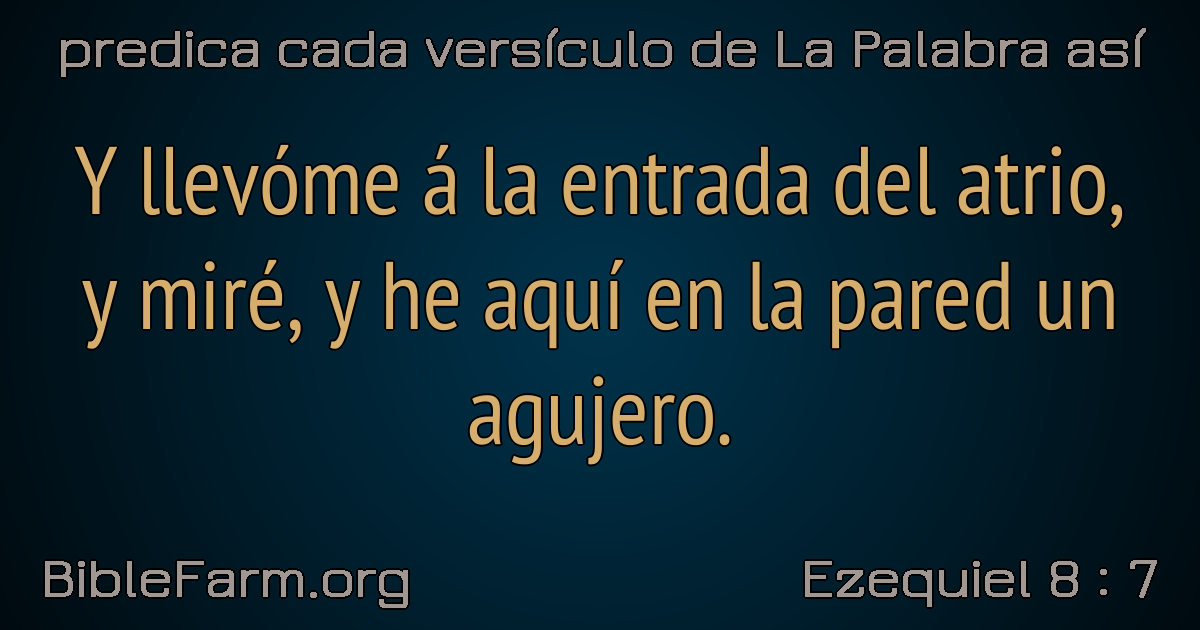 predica cada versículo de La Palabra así
Y llevóme á la entrada del atrio,
y miré, y he aquí en la pared un
agujero.
BibleFarm.org
Ezequiel 8 : 7